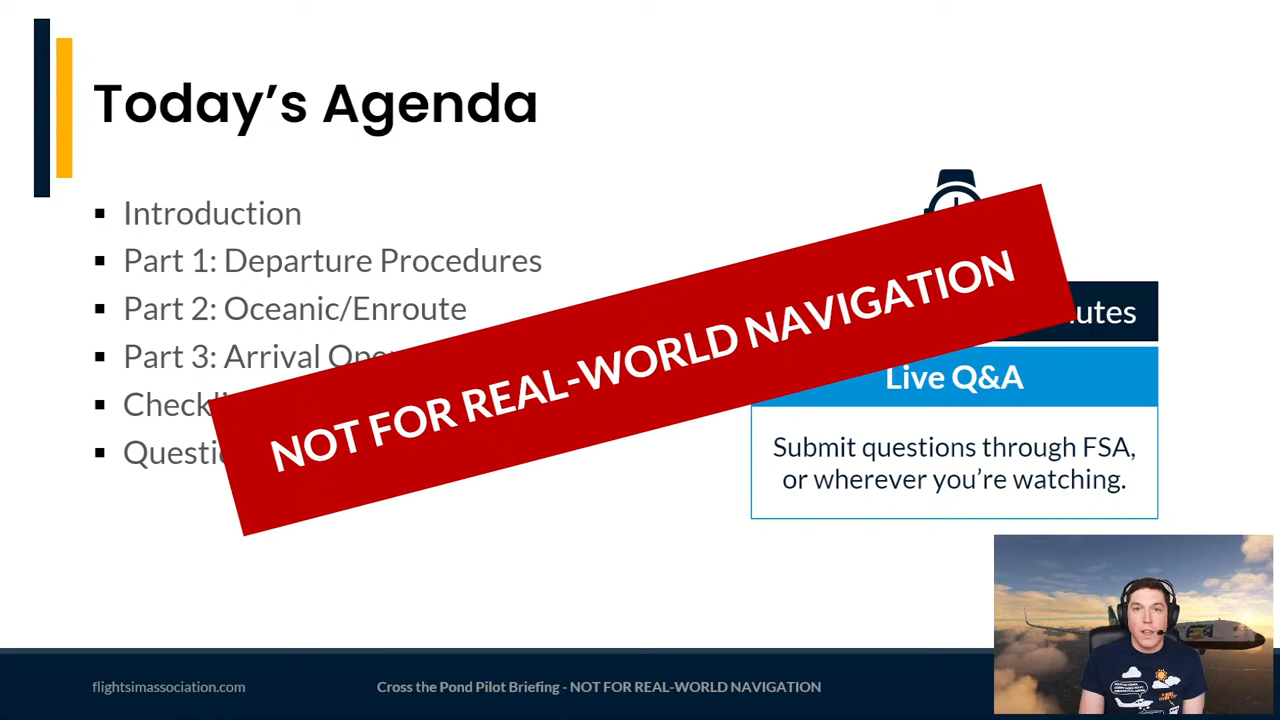 Today's Agenda
▪ Introduction
▪ Part 1: Departure Procedures
▪ Part 2: Oceanic/Enroute
▪ Part 3: Arrival
NOT FOR REAL-WORLD NAVIGATION
Live Q&A
Submit questions through FSA,
or wherever you're watching.
flightsimassociation.com
Cross the Pond Pilot Briefing - NOT FOR REAL-WORLD NAVIGATION